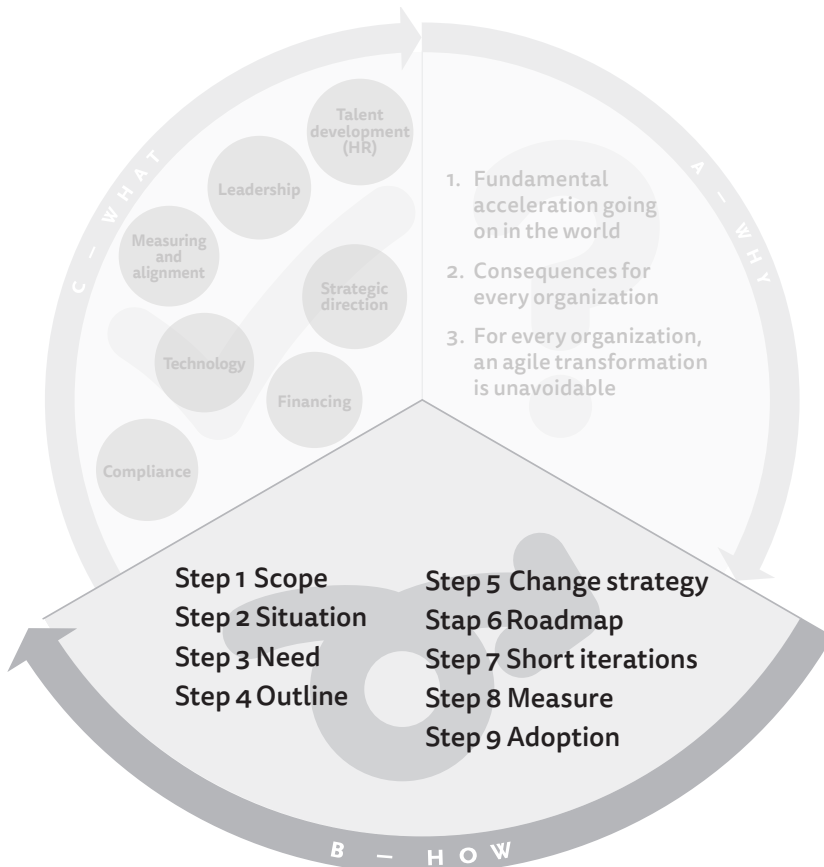 C – WHAT
Talent
development
(HR)
Leadership
Measuring
and
alignment
Strategic
direction
Technology
Financing
Compliance
A – WHY
1. Fundamental
acceleration going
on in the world
2. Consequences for
every organization
3. For every organization,
an agile transformation
is unavoidable
Step 1 Scope
Step 2 Situation
Step 3 Need
Step 4 Outline
Step 5 Change strategy
Stap 6 Roadmap
Step 7 Short iterations
Step 8 Measure
Step 9 Adoption
B – HOW